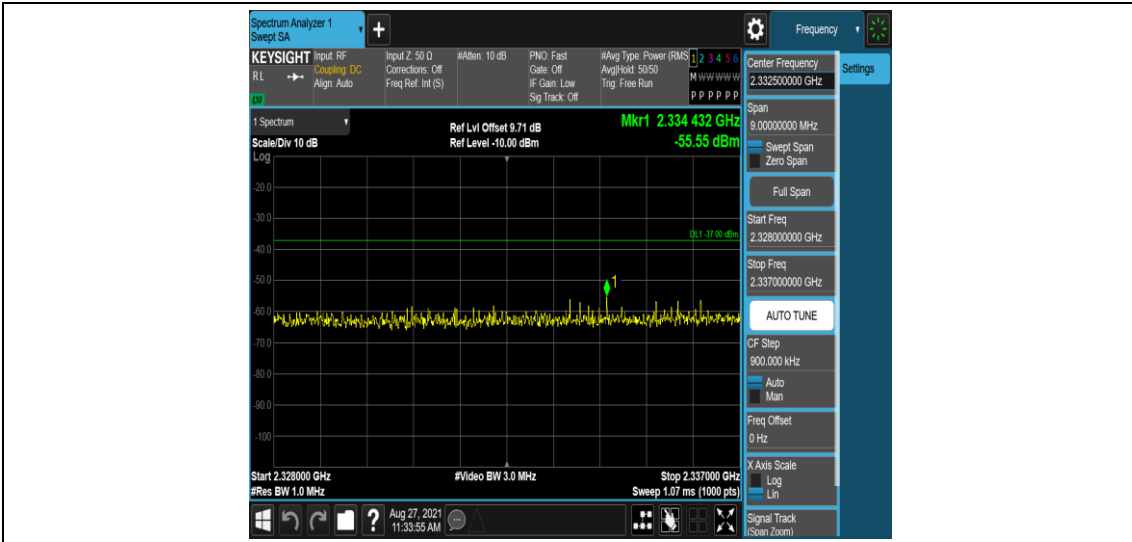 Spectrum Analyzer 1
Swept SA
+
Frequency
KEYSIGHT
RL
LXI
Input: RF
Coupling: DC
Align: Auto
Input Z: 50 Ω
Corrections: Off
Freq Ref: Int (S)
#Atten: 10 dB
PNO: Fast
Gate: Off
IF Gain: Low
Sig Track: Off
#Avg Type: Power (RMS
Avg|Hold: 50/50
Trig: Free Run
1 2 3 4 5 6
M W W W W W
P P P P P P
1 Spectrum
Scale/Div 10 dB
Log
Ref Lvl Offset 9.71 dB
Ref Level -10.00 dBm
Mkr1 2.334 432 GHz
-55.55 dBm
-20.0
-30.0
DL1 -37.00 dBm
-40.0
-50.0
1
-60.0
-70.0
-80.0
-90.0
-100
Start 2.328000 GHz
#Res BW 1.0 MHz
#Video BW 3.0 MHz
Stop 2.337000 GHz
Sweep 1.07 ms (1000 pts)
Center Frequency
2.332500000 GHz
Settings
Span
9.00000000 MHz
Swept Span
Zero Span
Full Span
Start Freq
2.328000000 GHz
Stop Freq
2.337000000 GHz
AUTO TUNE
CF Step
900.000 kHz
Auto
Man
Freq Offset
0 Hz
X Axis Scale
Log
Lin
Signal Track
(Span Zoom)
?
Aug 27, 2021
11:33:55 AM